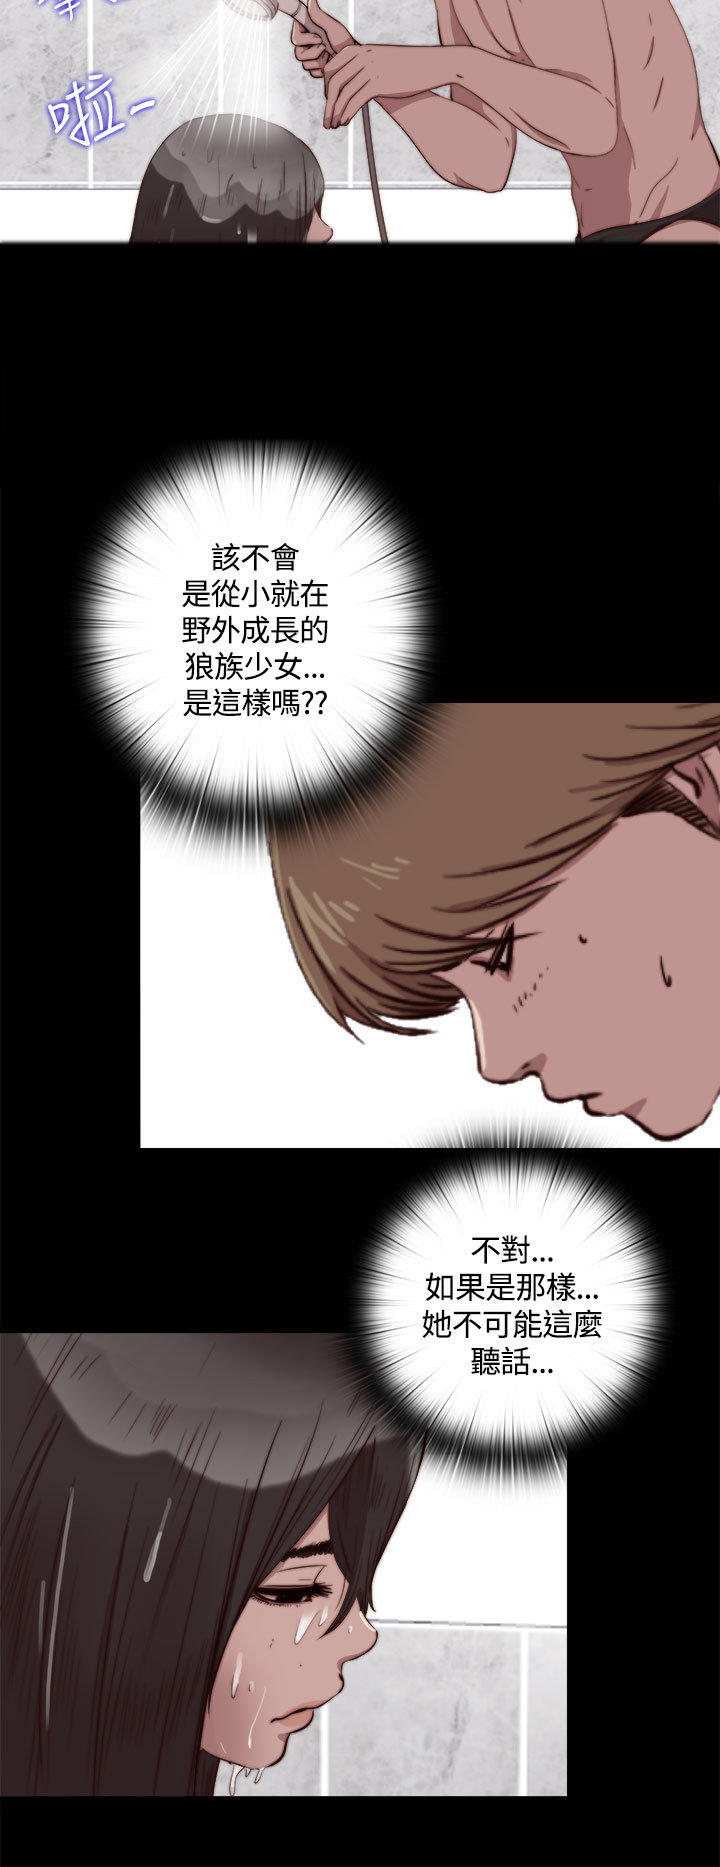 啦-
該不會
是從小就在
野外成長的
狼族少女...
是這樣嗎??
不對...
如果是那樣...
她不可能這麼
聽話...